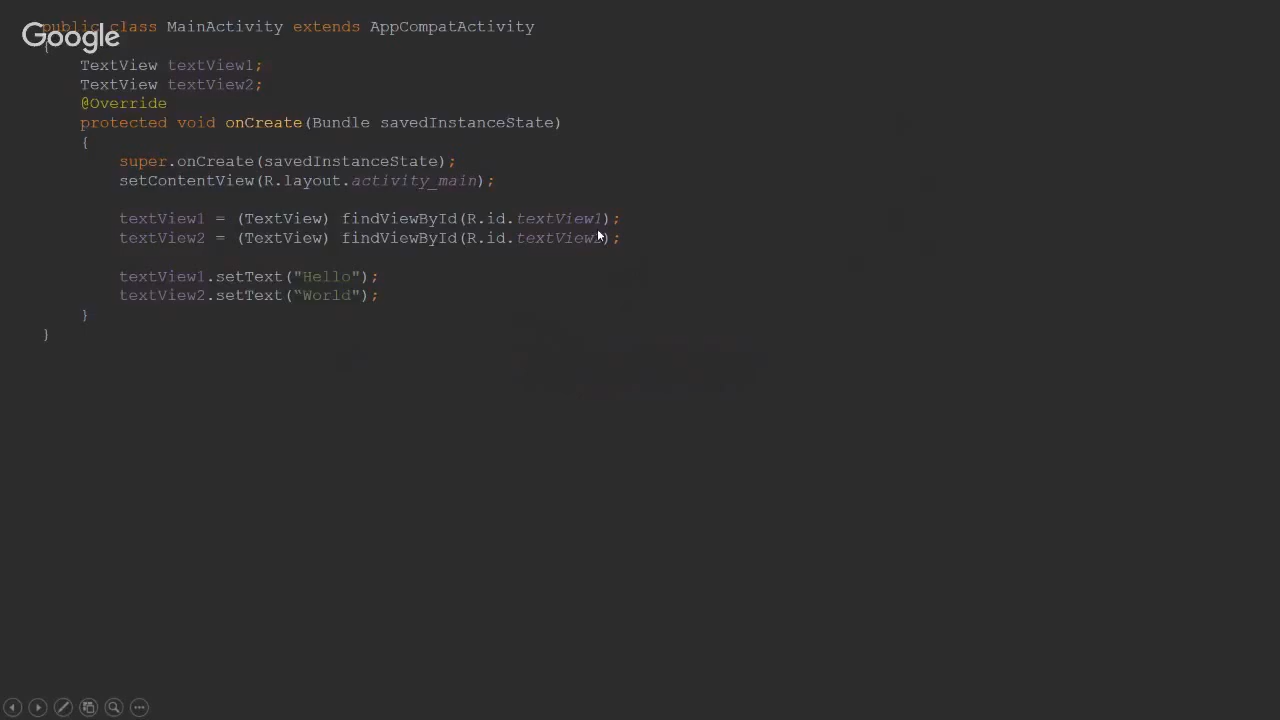 public class MainActivity extends AppCompatActivity
Google
{
TextView textView1;
TextView textView2;
@Override
protected void onCreate(Bundle savedInstanceState)
{
super.onCreate(savedInstanceState);
setContentView(R.layout.activity_main);
textView1 = (TextView) findViewById(R.id.textView1);
textView2 = (TextView) findViewById(R.id.textView2);
textView1.setText("Hello");
textView2.setText(“World");
}
}